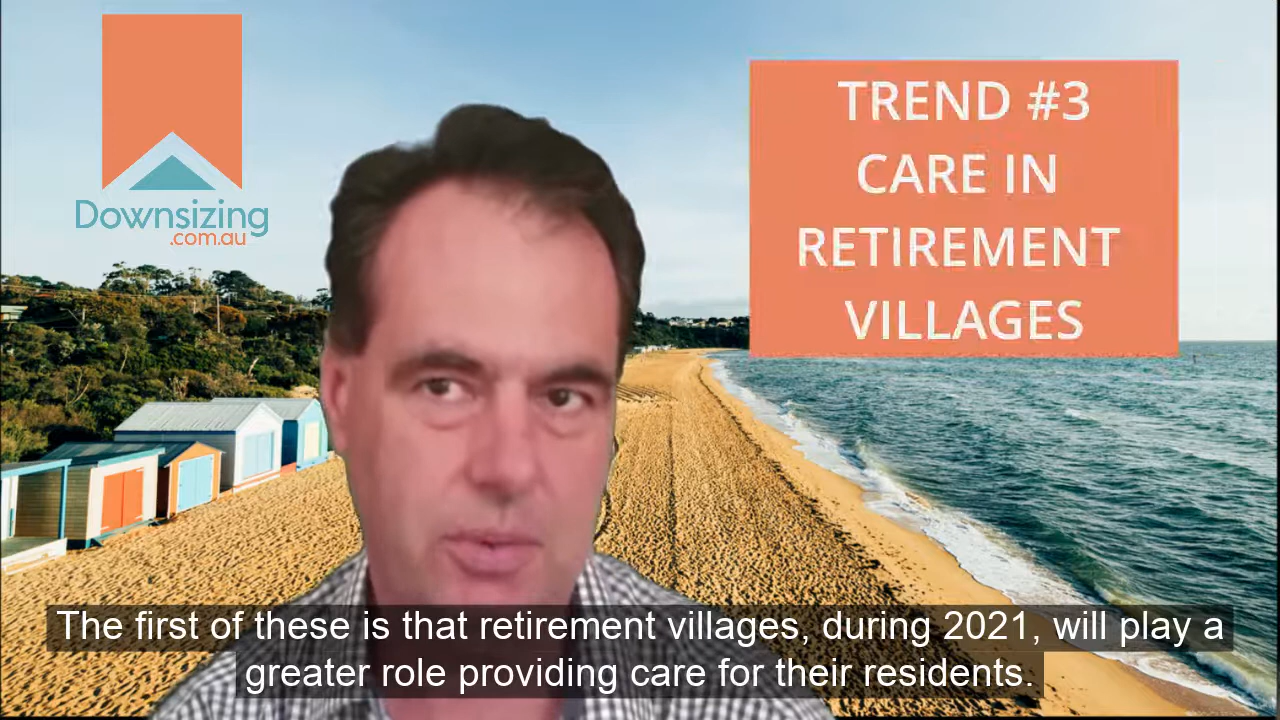 Downsizing
.com.au
TREND #3
CARE IN
RETIREMENT
VILLAGES
The first of these is that retirement villages, during 2021, will play a
greater role providing care for their residents.